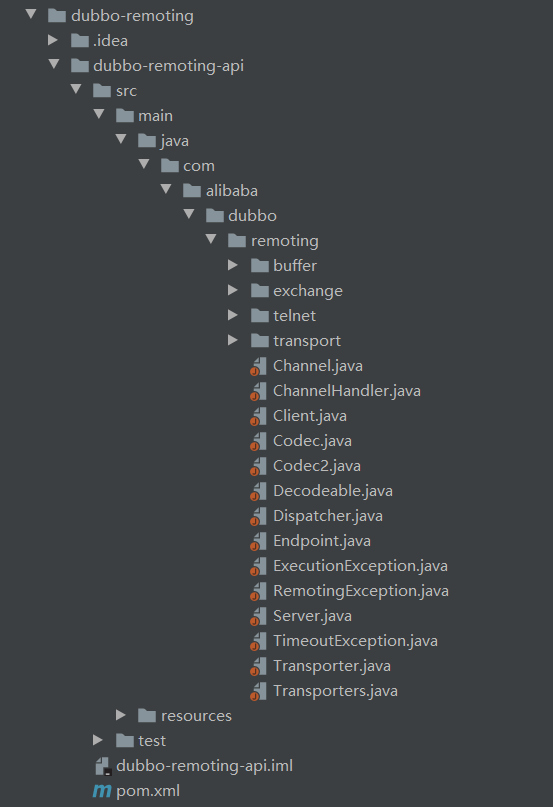 dubbo-remoting
.idea
dubbo-remoting-api
src
main
java
com
alibaba
dubbo
remoting
buffer
exchange
telnet
transport
Channel.java
ChannelHandler.java
Client.java
Codec.java
Codec2.java
Decodeable.java
Dispatcher.java
Endpoint.java
ExecutionException.java
RemotingException.java
Server.java
TimeoutException.java
Transporter.java
Transporters.java
resources
test
dubbo-remoting-api.iml
pom.xml